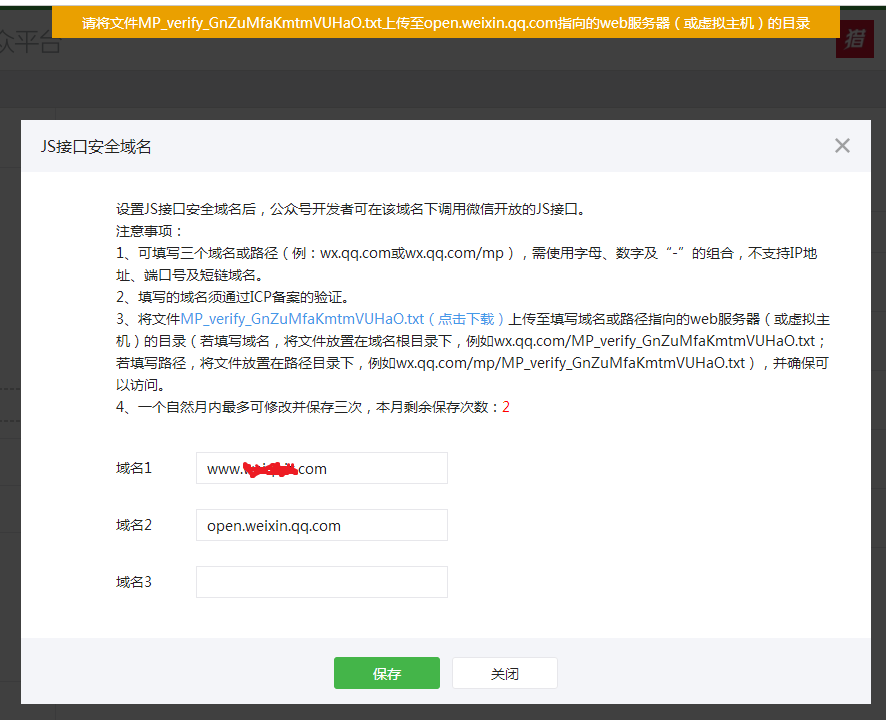 请将文件MP_verify_GnZuMfaKmtmVUHaO.txt上传至open.weixin.qq.com指向的web服务器（或虚拟主机）的目录
众平台
猎
JS接口安全域名
设置JS接口安全域名后，公众号开发者可在该域名下调用微信开放的JS接口。
注意事项：
1、可填写三个域名或路径（例：wx.qq.com或wx.qq.com/mp），需使用字母、数字及“-”的组合，不支持IP地
址、端口号及短链域名。
2、填写的域名须通过ICP备案的验证。
3、将文件MP_verify_GnZuMfaKmtmVUHaO.txt（点击下载）上传至填写域名或路径指向的web服务器（或虚拟主
机）的目录（若填写域名，将文件放置在域名根目录下，例如wx.qq.com/MP_verify_GnZuMfaKmtmVUHaO.txt；
若填写路径，将文件放置在路径目录下，例如wx.qq.com/mp/MP_verify_GnZuMfaKmtmVUHaO.txt），并确保可
以访问。
4、一个自然月内最多可修改并保存三次，本月剩余保存次数：2
域名1 www. .com
域名2 open.weixin.qq.com
域名3
保存 关闭